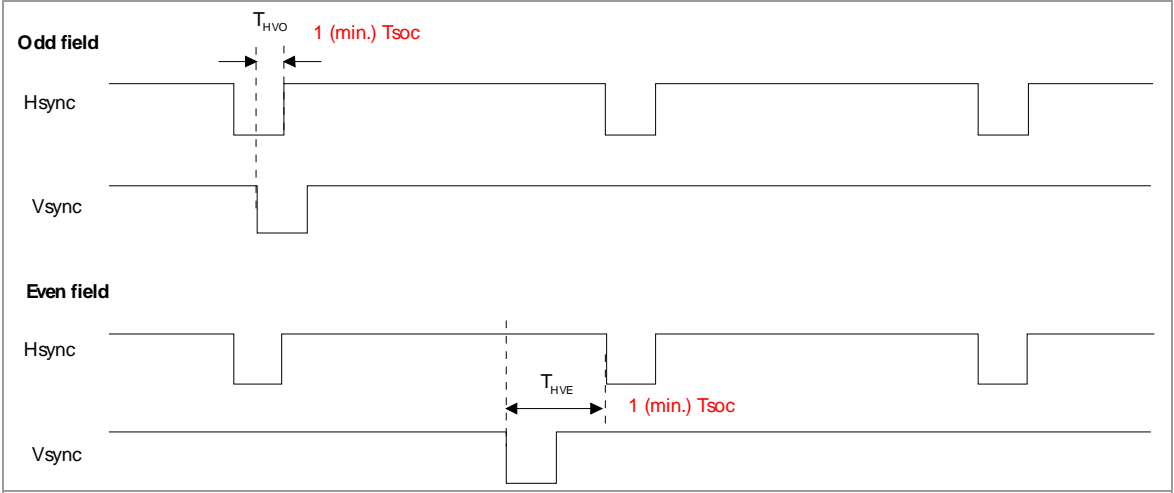 T_HVO 1 (min.) Tsoc
Odd field
Hsync
Vsync
Even field
Hsync
T_HVE
1 (min.) Tsoc
Vsync